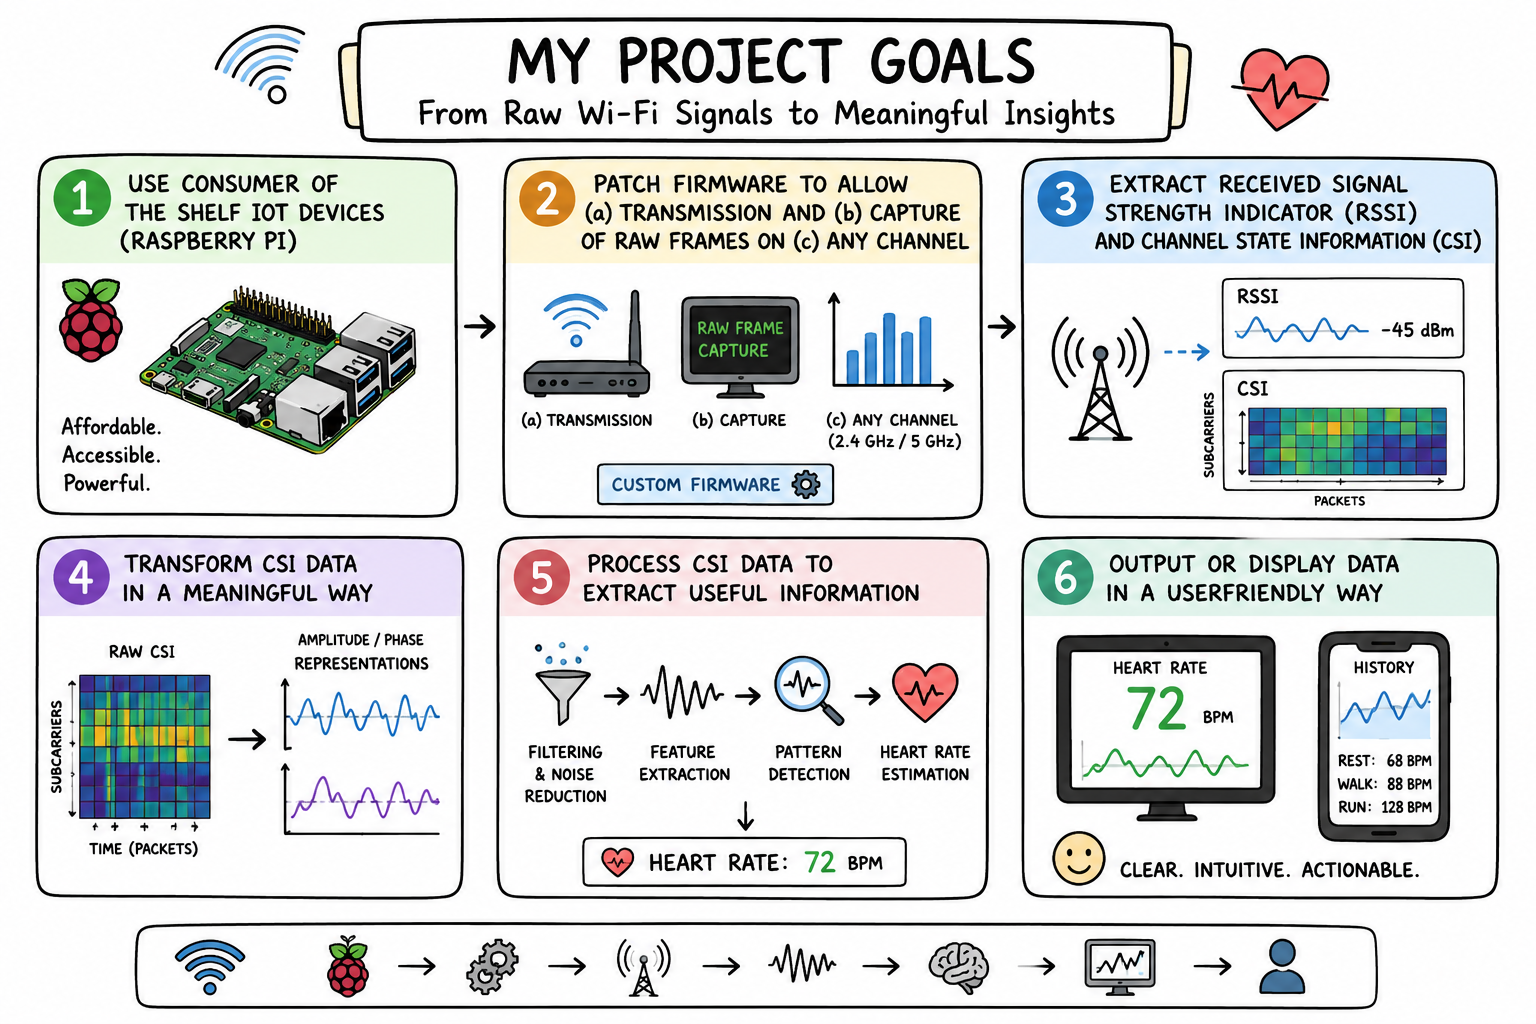 MY PROJECT GOALS
From Raw Wi-Fi Signals to Meaningful Insights
1
USE CONSUMER OF
THE SHELF IOT DEVICES
(RASPBERRY PI)
Affordable.
Accessible.
Powerful.
2
PATCH FIRMWARE TO ALLOW
(a) TRANSMISSION AND (b) CAPTURE
OF RAW FRAMES ON (c) ANY CHANNEL
RAW FRAME
CAPTURE
(a) TRANSMISSION
(b) CAPTURE
(c) ANY CHANNEL
(2.4 GHz / 5 GHz)
CUSTOM FIRMWARE
3
EXTRACT RECEIVED SIGNAL
STRENGTH INDICATOR (RSSI)
AND CHANNEL STATE INFORMATION (CSI)
RSSI
-45 dBm
CSI
SUBCARRIERS
PACKETS
4
TRANSFORM CSI DATA
IN A MEANINGFUL WAY
RAW CSI
SUBCARRIERS
TIME (PACKETS)
AMPLITUDE / PHASE
REPRESENTATIONS
5
PROCESS CSI DATA TO
EXTRACT USEFUL INFORMATION
FILTERING
& NOISE
REDUCTION
FEATURE
EXTRACTION
PATTERN
DETECTION
HEART RATE
ESTIMATION
HEART RATE: 72 BPM
6
OUTPUT OR DISPLAY DATA
IN A USERFRIENDLY WAY
HEART RATE
72 BPM
HISTORY
REST: 68 BPM
WALK: 88 BPM
RUN: 128 BPM
CLEAR. INTUITIVE. ACTIONABLE.